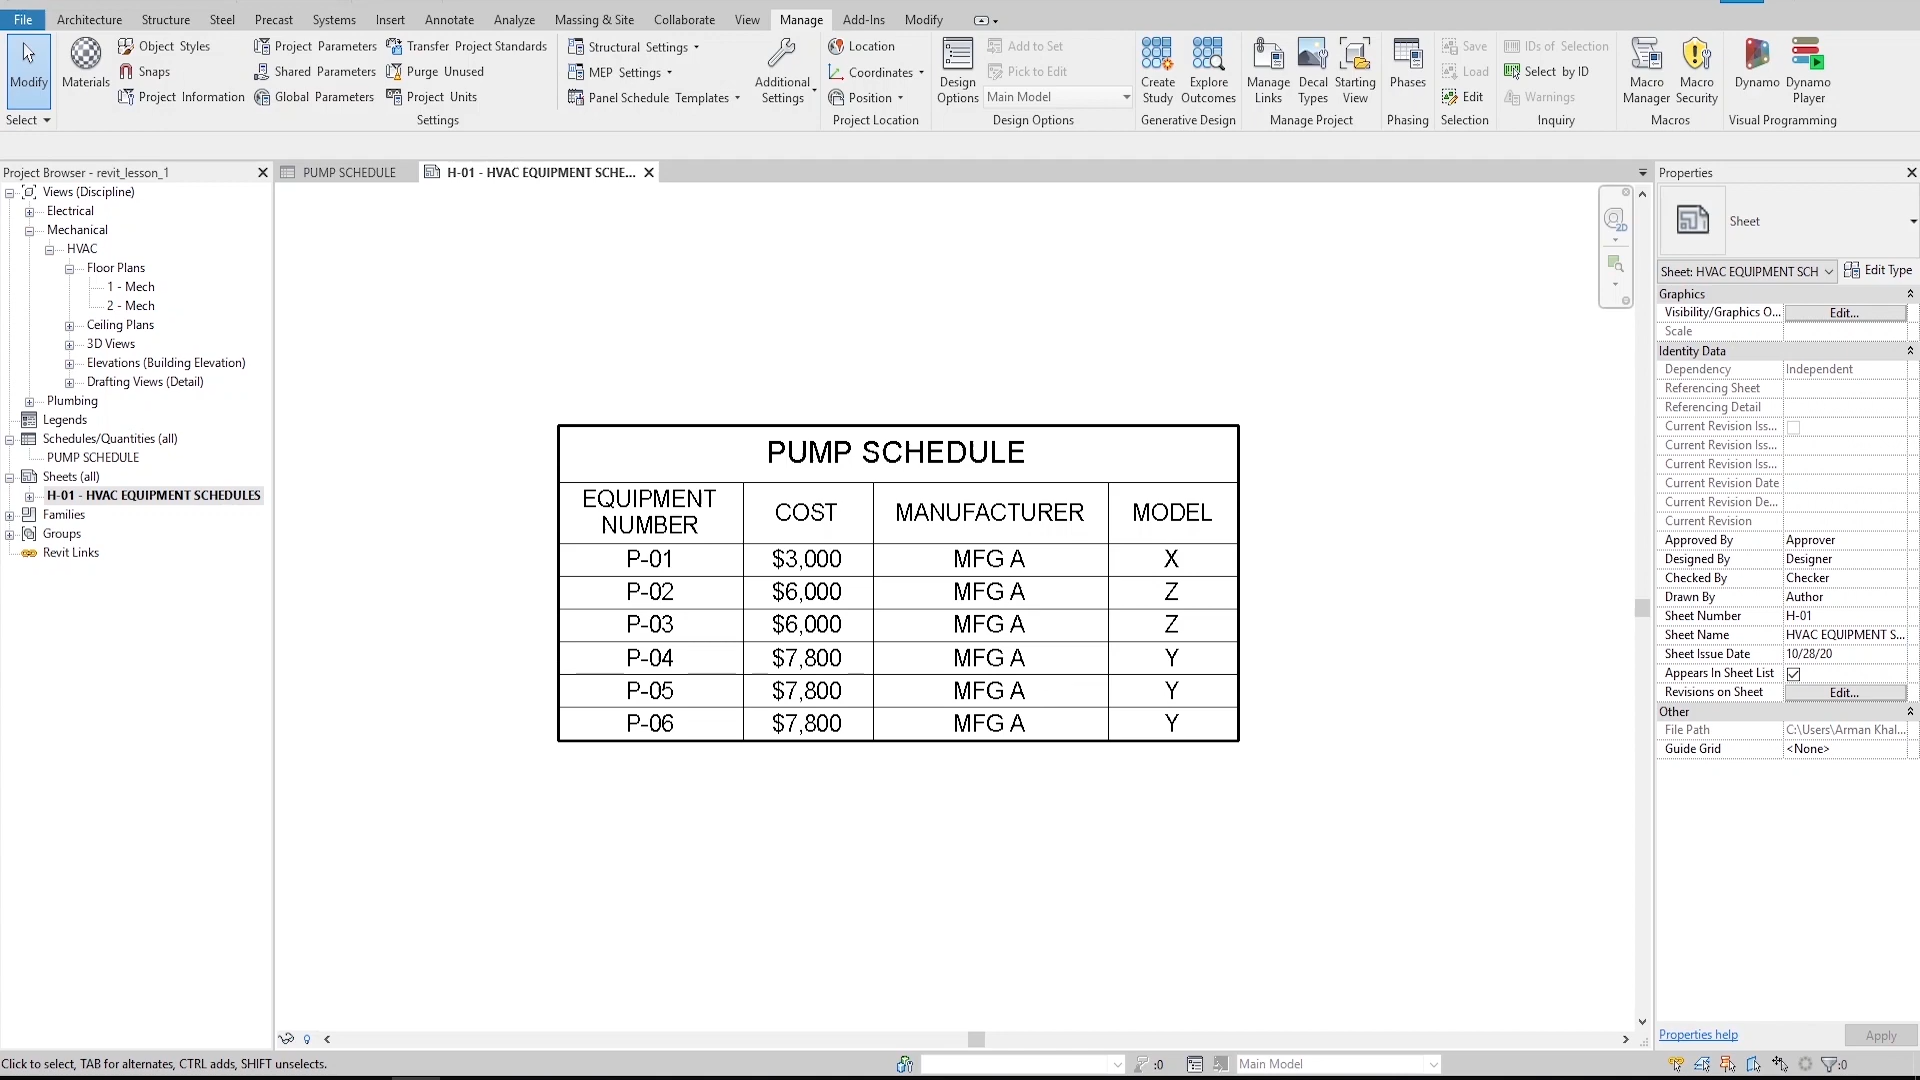 File Architecture Structure Steel Precast Systems Insert Annotate Analyze Massing & Site Collaborate View Manage Add-Ins Modify
Modify
Select
Materials
Object Styles
Snaps
Project Information
Project Parameters
Shared Parameters
Global Parameters
Transfer Project Standards
Purge Unused
Project Units
Settings
Structural Settings
MEP Settings
Panel Schedule Templates
Additional
Settings
Location
Coordinates
Position
Project Location
Design
Options
Add to Set
Pick to Edit
Main Model
Design Options
Create
Study
Explore
Outcomes
Generative Design
Manage
Links
Decal
Types
Starting
View
Manage Project
Phases
Phasing
Save
Load
Edit
Selection
IDs of Selection
Select by ID
Warnings
Inquiry
Macro
Manager
Macro
Security
Macros
Dynamo
Dynamo
Player
Visual Programming
Project Browser - revit_lesson_1
Views (Discipline)
Electrical
Mechanical
HVAC
Floor Plans
1 - Mech
2 - Mech
Ceiling Plans
3D Views
Elevations (Building Elevation)
Drafting Views (Detail)
Plumbing
Legends
Schedules/Quantities (all)
PUMP SCHEDULE
Sheets (all)
H-01 - HVAC EQUIPMENT SCHEDULES
Families
Groups
Revit Links
PUMP SCHEDULE
H-01 - HVAC EQUIPMENT SCHE...
2D
PUMP SCHEDULE
EQUIPMENT NUMBER COST MANUFACTURER MODEL
P-01 $3,000 MFG A X
P-02 $6,000 MFG A Z
P-03 $6,000 MFG A Z
P-04 $7,800 MFG A Y
P-05 $7,800 MFG A Y
P-06 $7,800 MFG A Y
Properties
Sheet
Sheet: HVAC EQUIPMENT SCH
Edit Type
Graphics
Visibility/Graphics O... Edit...
Scale
Identity Data
Dependency Independent
Referencing Sheet
Referencing Detail
Current Revision Iss...
Current Revision Iss...
Current Revision Iss...
Current Revision Date
Current Revision De...
Current Revision
Approved By Approver
Designed By Designer
Checked By Checker
Drawn By Author
Sheet Number H-01
Sheet Name HVAC EQUIPMENT S...
Sheet Issue Date 10/28/20
Appears In Sheet List
Revisions on Sheet Edit...
Other
File Path C:\Users\Arman Khal...
Guide Grid <None>
Properties help
Apply
Click to select, TAB for alternates, CTRL adds, SHIFT unselects.
:0
Main Model
:0